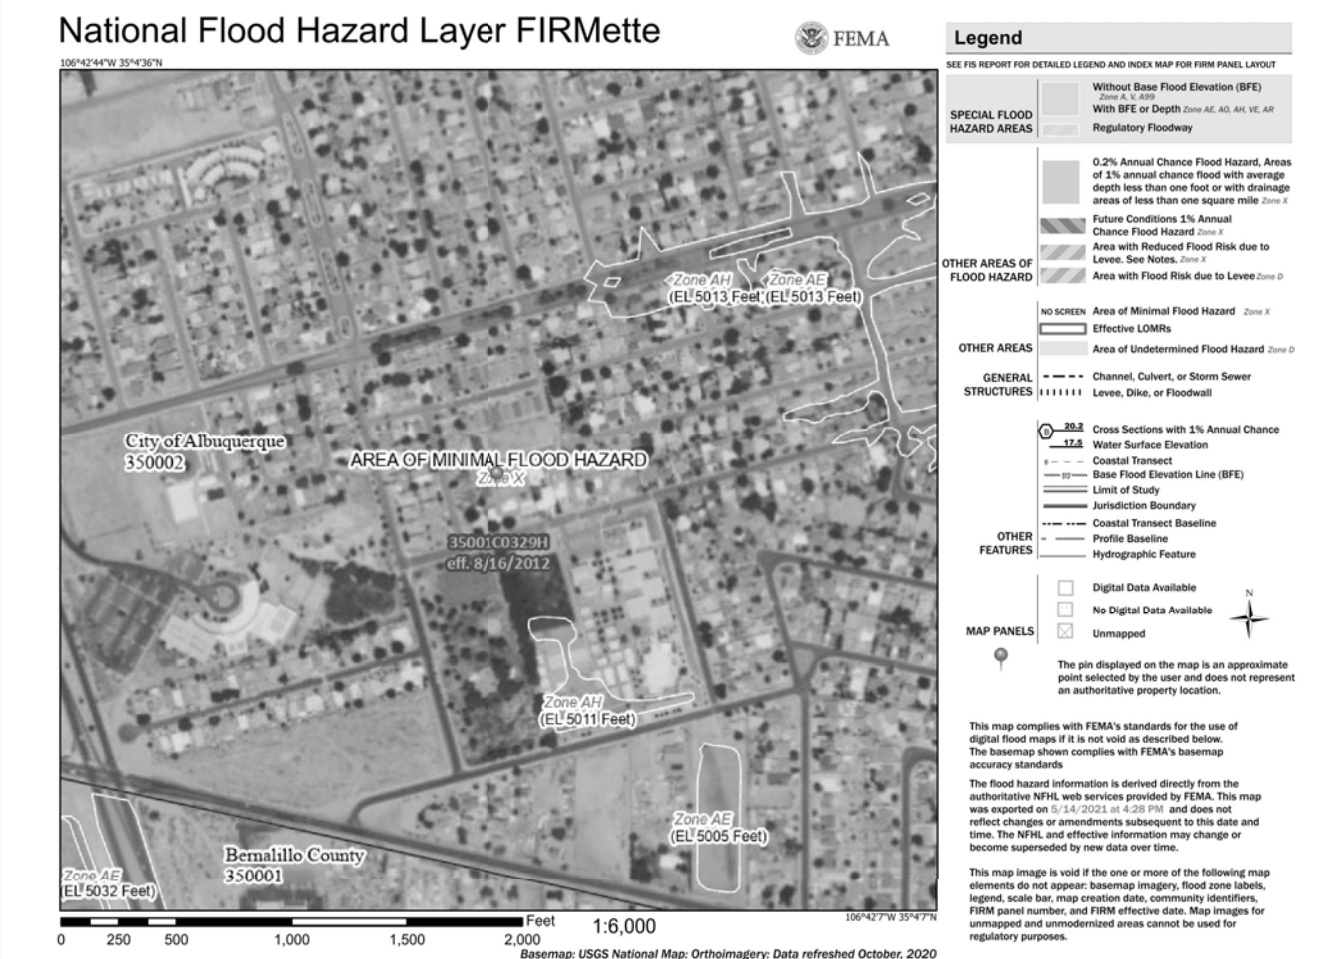 National Flood Hazard Layer FIRMette
FEMA
106°42'44"W 35°4'36"N
Zone AH
(EL 5013 Feet)
Zone AE
(EL 5013 Feet)
City of Albuquerque
350002
AREA OF MINIMAL FLOOD HAZARD
Zone X
35001C0329H
eff. 8/16/2012
Zone AH
(EL 5011 Feet)
Zone AE
(EL 5005 Feet)
Bernalillo County
350001
Zone AE
(EL 5032 Feet)
106°42'7"W 35°4'7"N
Feet
1:6,000
0 250 500 1,000 1,500 2,000
Basemap: USGS National Map: Orthoimagery: Data refreshed October, 2020
Legend
SEE FIS REPORT FOR DETAILED LEGEND AND INDEX MAP FOR FIRM PANEL LAYOUT
SPECIAL FLOOD
HAZARD AREAS
Without Base Flood Elevation (BFE)
Zone A, V, A99
With BFE or Depth Zone AE, AO, AH, VE, AR
Regulatory Floodway
OTHER AREAS OF
FLOOD HAZARD
0.2% Annual Chance Flood Hazard, Areas
of 1% annual chance flood with average
depth less than one foot or with drainage
areas of less than one square mile Zone X
Future Conditions 1% Annual
Chance Flood Hazard Zone X
Area with Reduced Flood Risk due to
Levee. See Notes. Zone X
Area with Flood Risk due to Levee Zone D
OTHER AREAS
NO SCREEN Area of Minimal Flood Hazard Zone X
Effective LOMRs
Area of Undetermined Flood Hazard Zone D
GENERAL
STRUCTURES
Channel, Culvert, or Storm Sewer
Levee, Dike, or Floodwall
OTHER
FEATURES
B 20.2 Cross Sections with 1% Annual Chance
17.5 Water Surface Elevation
8 Coastal Transect
513 Base Flood Elevation Line (BFE)
Limit of Study
Jurisdiction Boundary
Coastal Transect Baseline
Profile Baseline
Hydrographic Feature
MAP PANELS
Digital Data Available
No Digital Data Available
Unmapped
N
The pin displayed on the map is an approximate
point selected by the user and does not represent
an authoritative property location.
This map complies with FEMA's standards for the use of
digital flood maps if it is not void as described below.
The basemap shown complies with FEMA's basemap
accuracy standards
The flood hazard information is derived directly from the
authoritative NFHL web services provided by FEMA. This map
was exported on 5/14/2021 at 4:28 PM and does not
reflect changes or amendments subsequent to this date and
time. The NFHL and effective information may change or
become superseded by new data over time.
This map image is void if the one or more of the following map
elements do not appear: basemap imagery, flood zone labels,
legend, scale bar, map creation date, community identifiers,
FIRM panel number, and FIRM effective date. Map images for
unmapped and unmodernized areas cannot be used for
regulatory purposes.